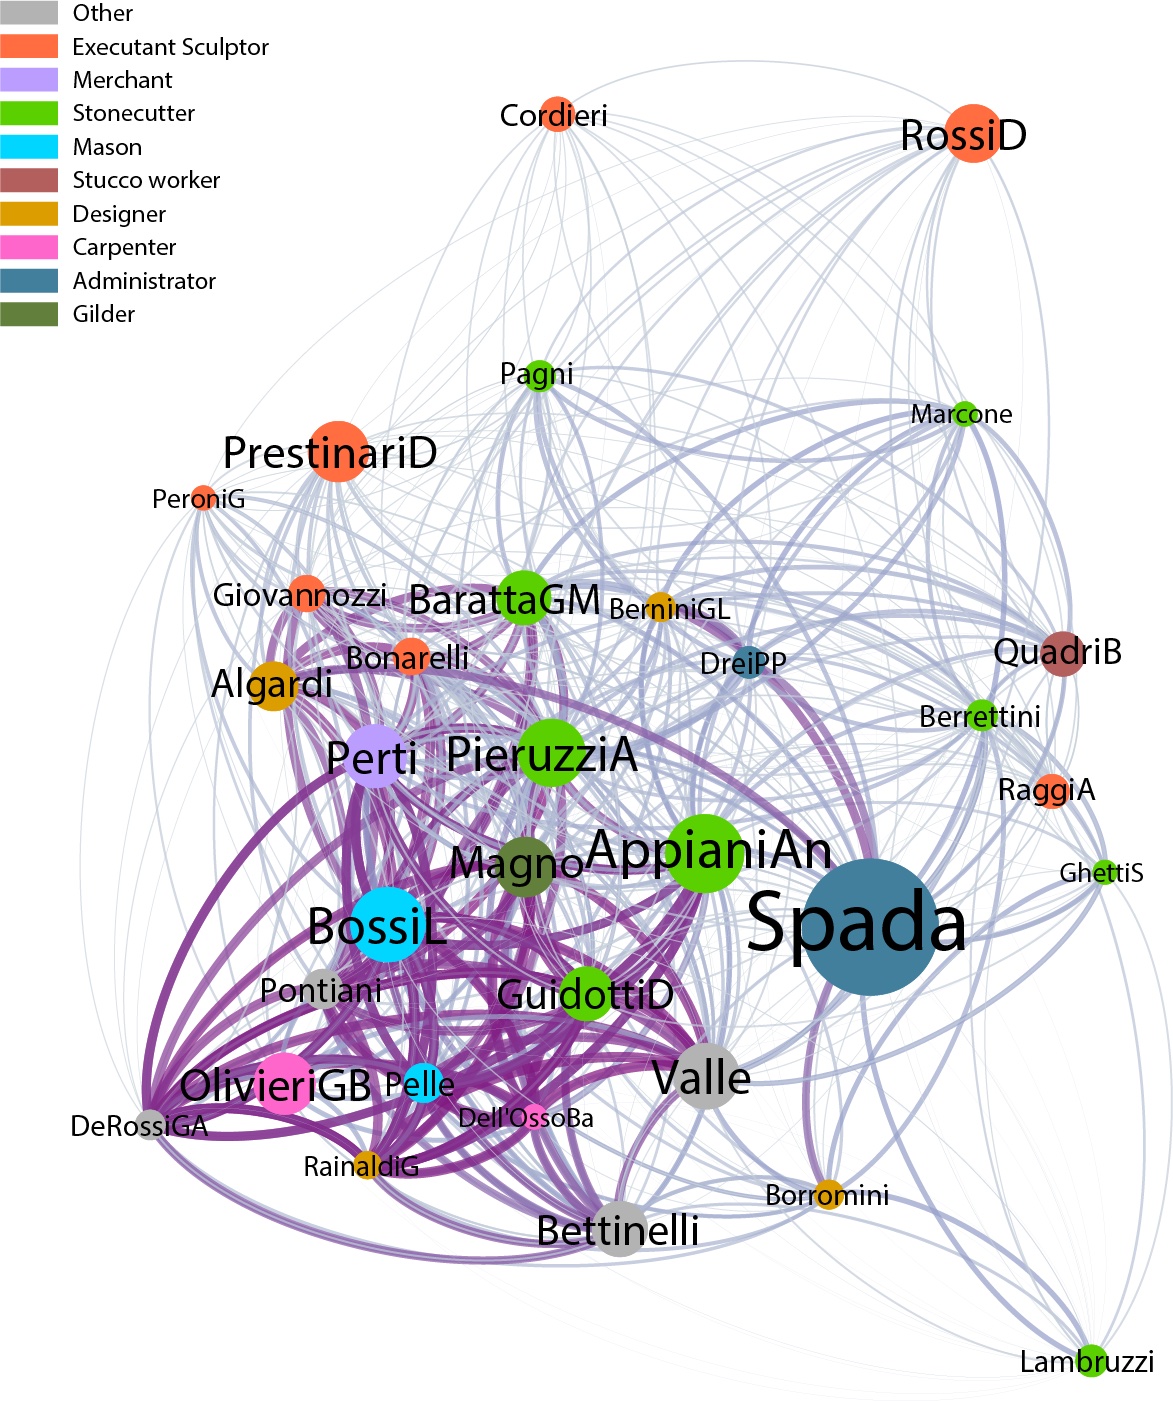 Other
Executant Sculptor
Merchant
Stonecutter
Mason
Stucco worker
Designer
Carpenter
Administrator
Gilder
Cordieri
RossiD
Pagni
Marcone
PrestinariD
PeroniG
Giovannozzi
BarattaGM
BerniniGL
Bonarelli
DreiPP
QuadriB
Algardi
Berrettini
Perti
PieruzziA
RaggiA
Magno
AppianiAn
GhettiS
BossiL
Spada
Pontiani
GuidottiD
OlivieriGB
Pelle
Valle
DeRossiGA
Dell'OssoBa
RainaldiG
Borromini
Bettinelli
Lambruzzi